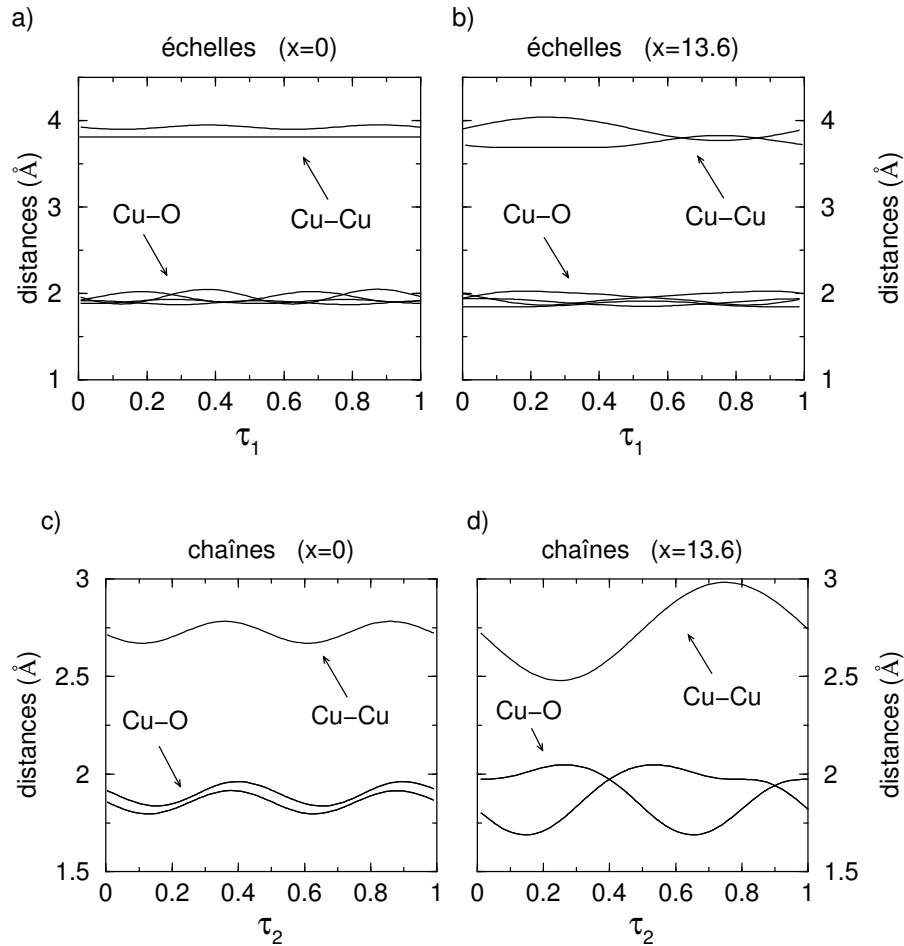 a)
échelles (x=0)
4
3
2
1
distances (Å)
Cu–O
Cu–Cu
0 0.2 0.4 0.6 0.8 1
τ1
b)
échelles (x=13.6)
Cu–O
Cu–Cu
4
3
2
1
distances (Å)
0 0.2 0.4 0.6 0.8 1
τ1
c)
chaînes (x=0)
3
2.5
2
1.5
distances (Å)
Cu–O
Cu–Cu
0 0.2 0.4 0.6 0.8 1
τ2
d)
chaînes (x=13.6)
Cu–O
Cu–Cu
3
2.5
2
1.5
distances (Å)
0 0.2 0.4 0.6 0.8 1
τ2